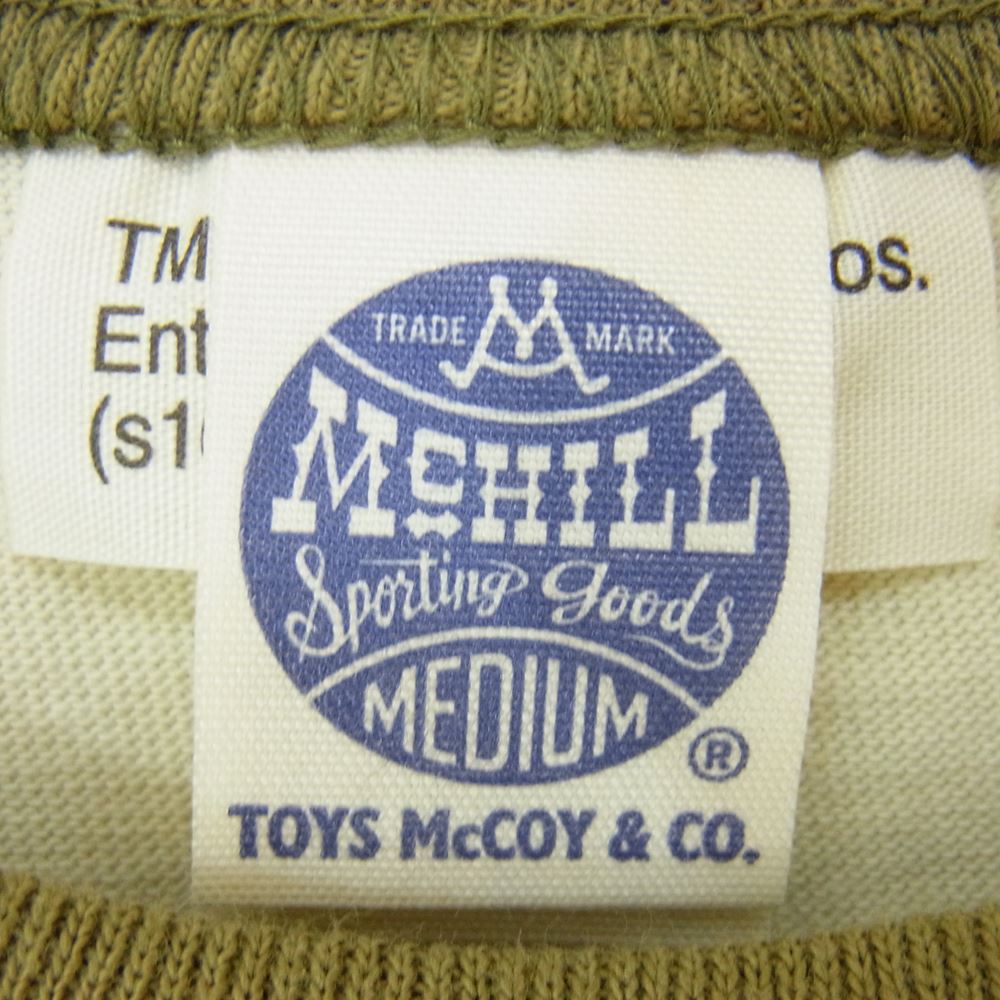 TRADE MARK
McHILL
Sporting Goods
MEDIUM
®
TOYS McCOY & CO.
TM
os.
Ent
(s1